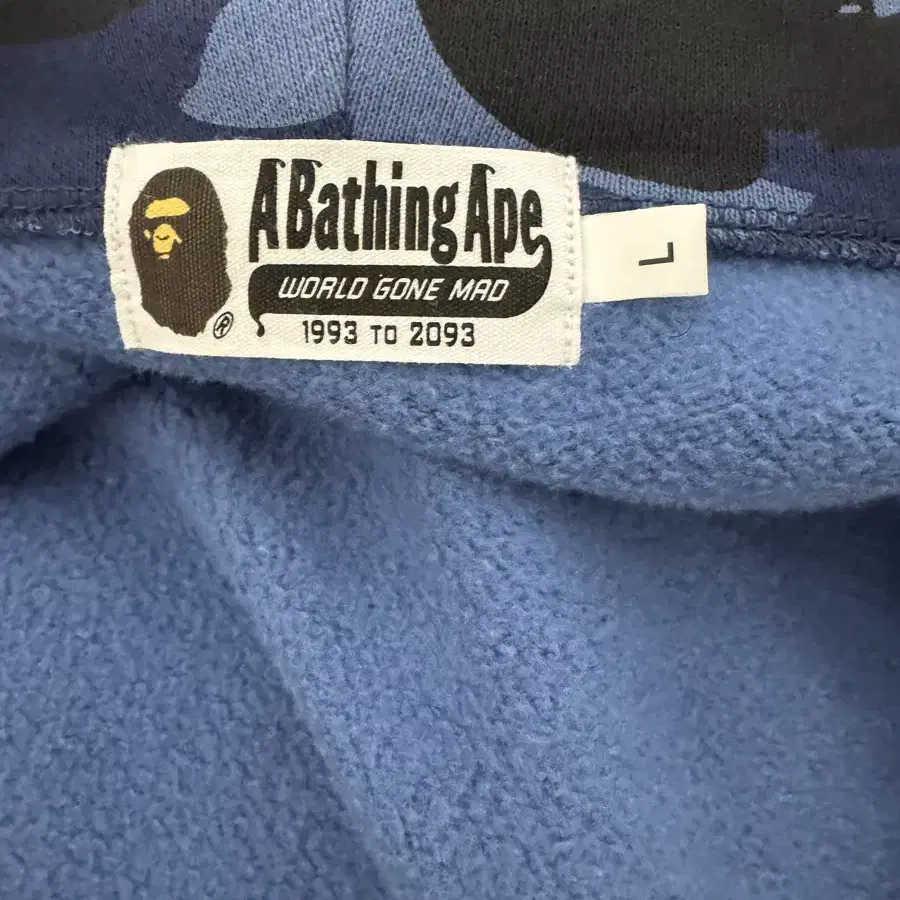 A Bathing Ape
WORLD GONE MAD
1993 TO 2093
®
L